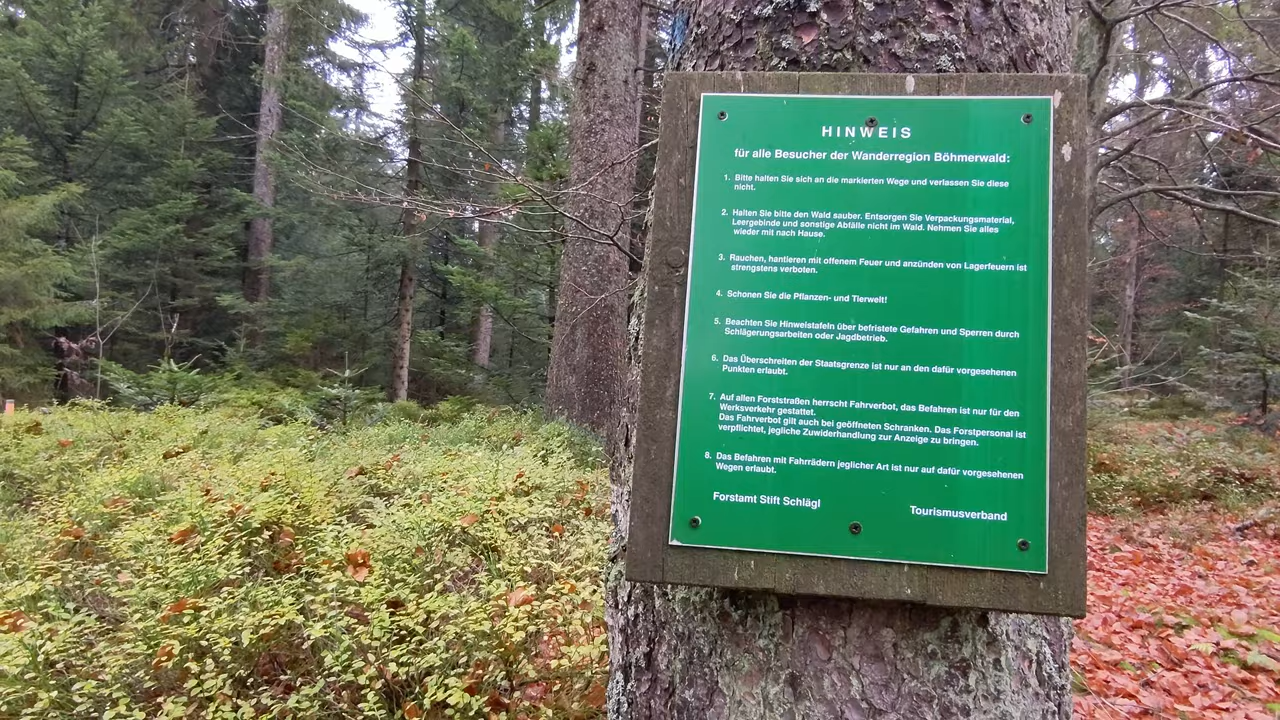 HINWEIS
für alle Besucher der Wanderregion Böhmerwald:
1. Bitte halten Sie sich an die markierten Wege und verlassen Sie diese
nicht.
2. Halten Sie bitte den Wald sauber. Entsorgen Sie Verpackungsmaterial,
Leergebinde und sonstige Abfälle nicht im Wald. Nehmen Sie alles
wieder mit nach Hause.
3. Rauchen, hantieren mit offenem Feuer und anzünden von Lagerfeuern ist
strengstens verboten.
4. Schonen Sie die Pflanzen- und Tierwelt!
5. Beachten Sie Hinweistafeln über befristete Gefahren und Sperren durch
Schlägerungsarbeiten oder Jagdbetrieb.
6. Das Überschreiten der Staatsgrenze ist nur an den dafür vorgesehenen
Punkten erlaubt.
7. Auf allen Forststraßen herrscht Fahrverbot, das Befahren ist nur für den
Werksverkehr gestattet.
Das Fahrverbot gilt auch bei geöffneten Schranken. Das Forstpersonal ist
verpflichtet, jegliche Zuwiderhandlung zur Anzeige zu bringen.
8. Das Befahren mit Fahrrädern jeglicher Art ist nur auf dafür vorgesehenen
Wegen erlaubt.
Forstamt Stift Schlägl
Tourismusverband